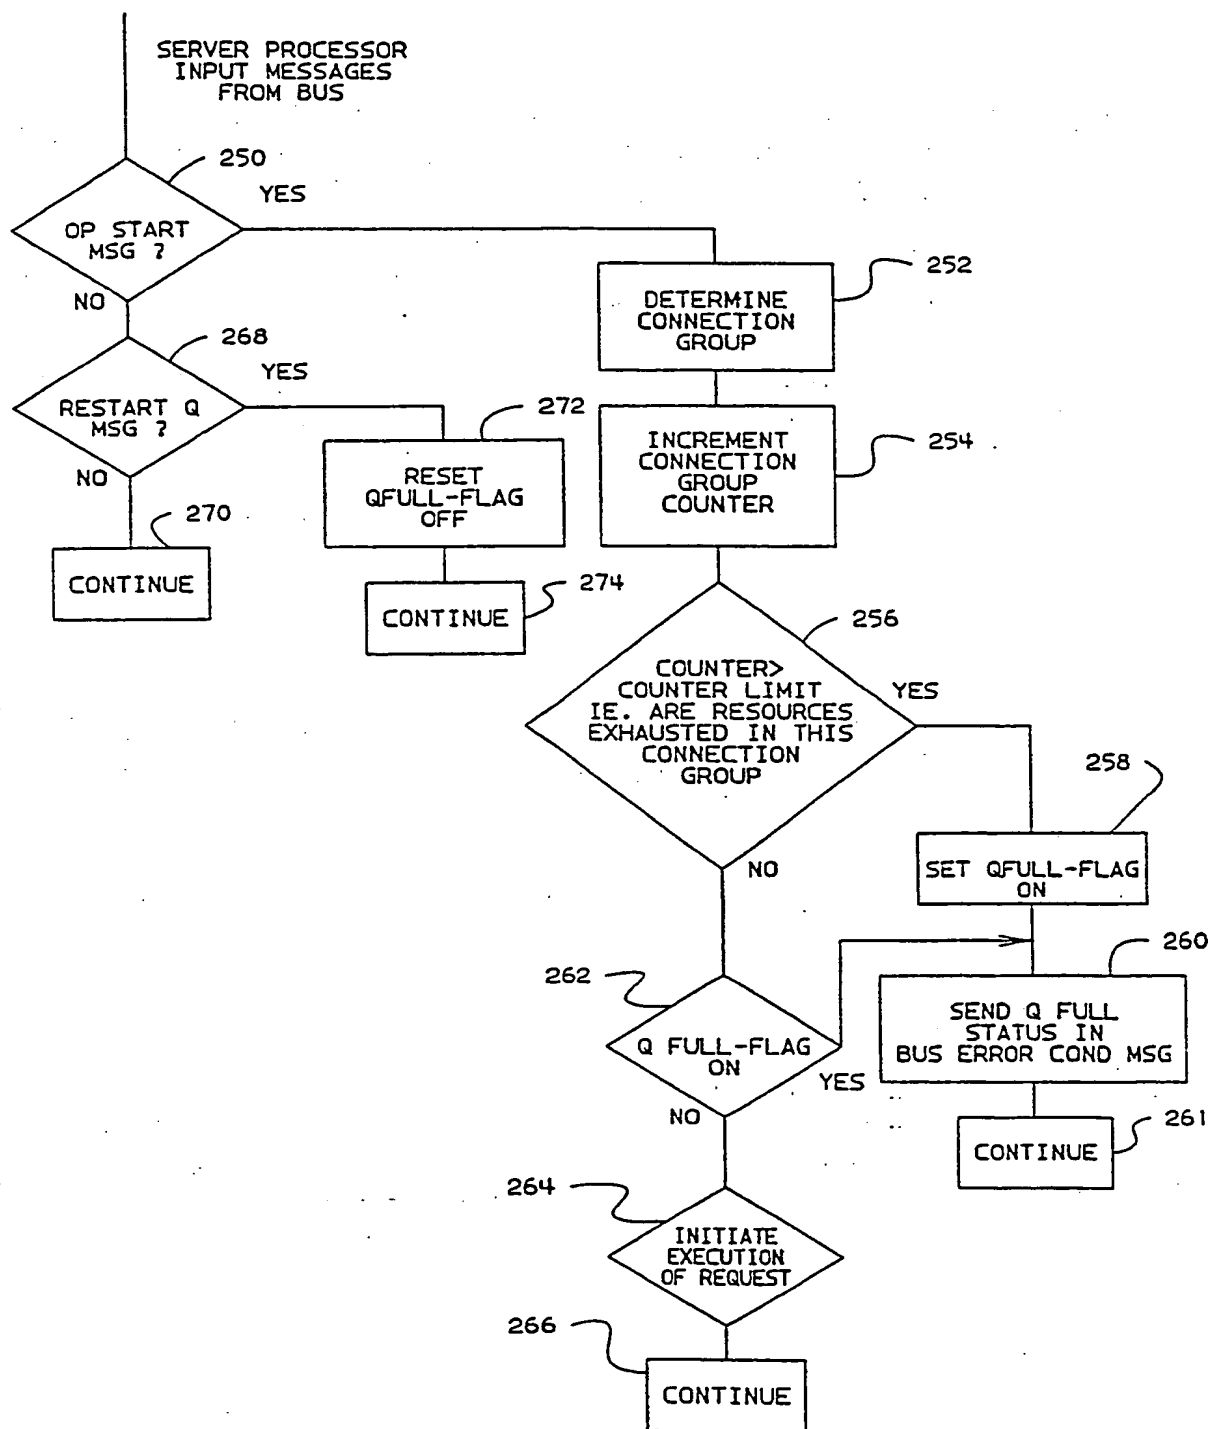 SERVER PROCESSOR
INPUT MESSAGES
FROM BUS
250
YES
OP START
MSG ?
NO
252
DETERMINE
CONNECTION
GROUP
268
YES
RESTART Q
MSG ?
NO
272
RESET
QFULL-FLAG
OFF
254
INCREMENT
CONNECTION
GROUP
COUNTER
270
CONTINUE
274
CONTINUE
256
COUNTER>
COUNTER LIMIT
IE. ARE RESOURCES
EXHAUSTED IN THIS
CONNECTION
GROUP
YES
NO
258
SET QFULL-FLAG
ON
260
SEND Q FULL
STATUS IN
BUS ERROR COND MSG
261
CONTINUE
262
Q FULL-FLAG
ON
YES
NO
264
INITIATE
EXECUTION
OF REQUEST
266
CONTINUE